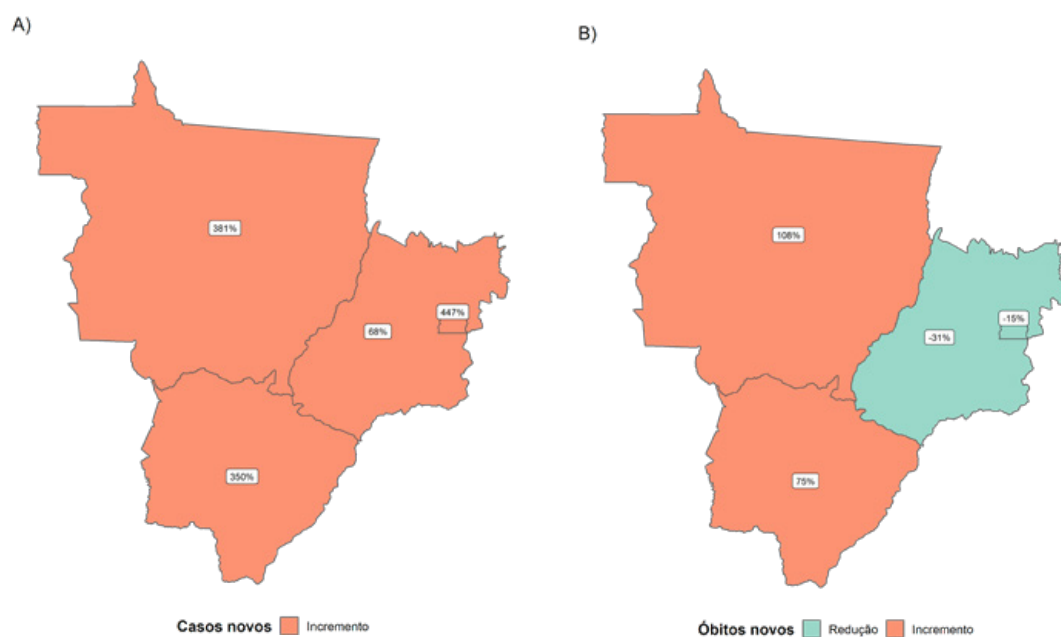 A)
381%
447%
68%
350%
Casos novos Incremento
B)
108%
-15%
-31%
75%
Óbitos novos Redução Incremento